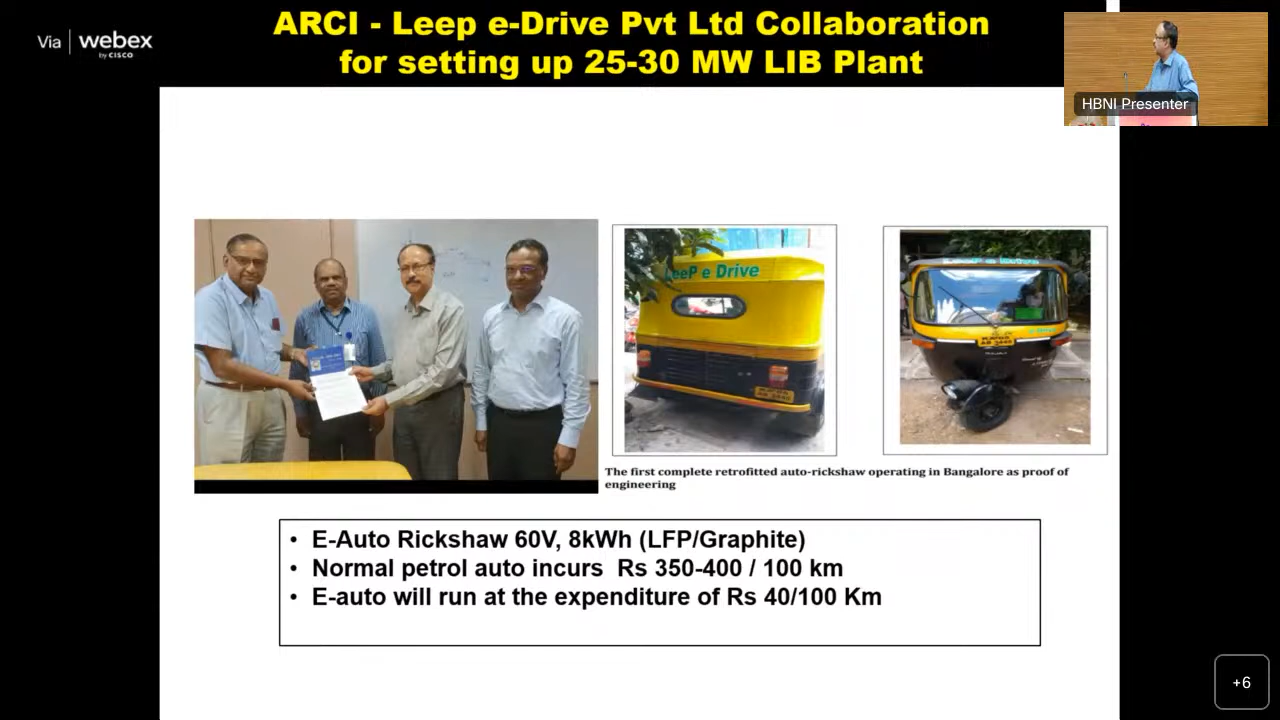 Via webex
by CISCO
ARCI - Leep e-Drive Pvt Ltd Collaboration
for setting up 25-30 MW LIB Plant
HBNI Presenter
LeeP e Drive
LeeP e Drive
The first complete retrofitted auto-rickshaw operating in Bangalore as proof of
engineering
• E-Auto Rickshaw 60V, 8kWh (LFP/Graphite)
• Normal petrol auto incurs Rs 350-400 / 100 km
• E-auto will run at the expenditure of Rs 40/100 Km
+6